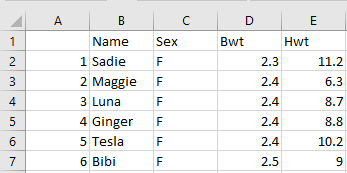 A B C D E
1 Name Sex Bwt Hwt
2 1 Sadie F 2.3 11.2
3 2 Maggie F 2.4 6.3
4 3 Luna F 2.4 8.7
5 4 Ginger F 2.4 8.8
6 5 Tesla F 2.4 10.2
7 6 Bibi F 2.5 9